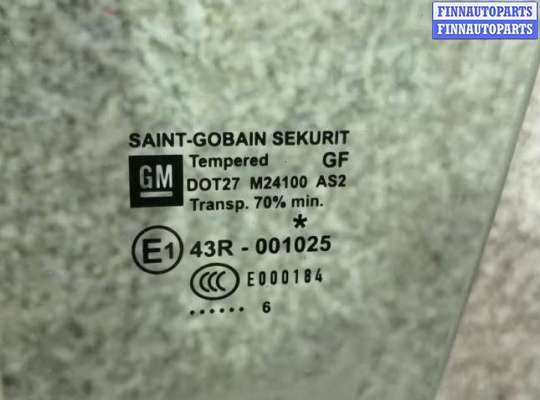 FINNAUTOPARTS
FINNAUTOPARTS
SAINT-GOBAIN SEKURIT
GM Tempered GF
DOT27 M24100 AS2
Transp. 70% min.
*
E1 43R - 001025
CCC E000184
...... 6